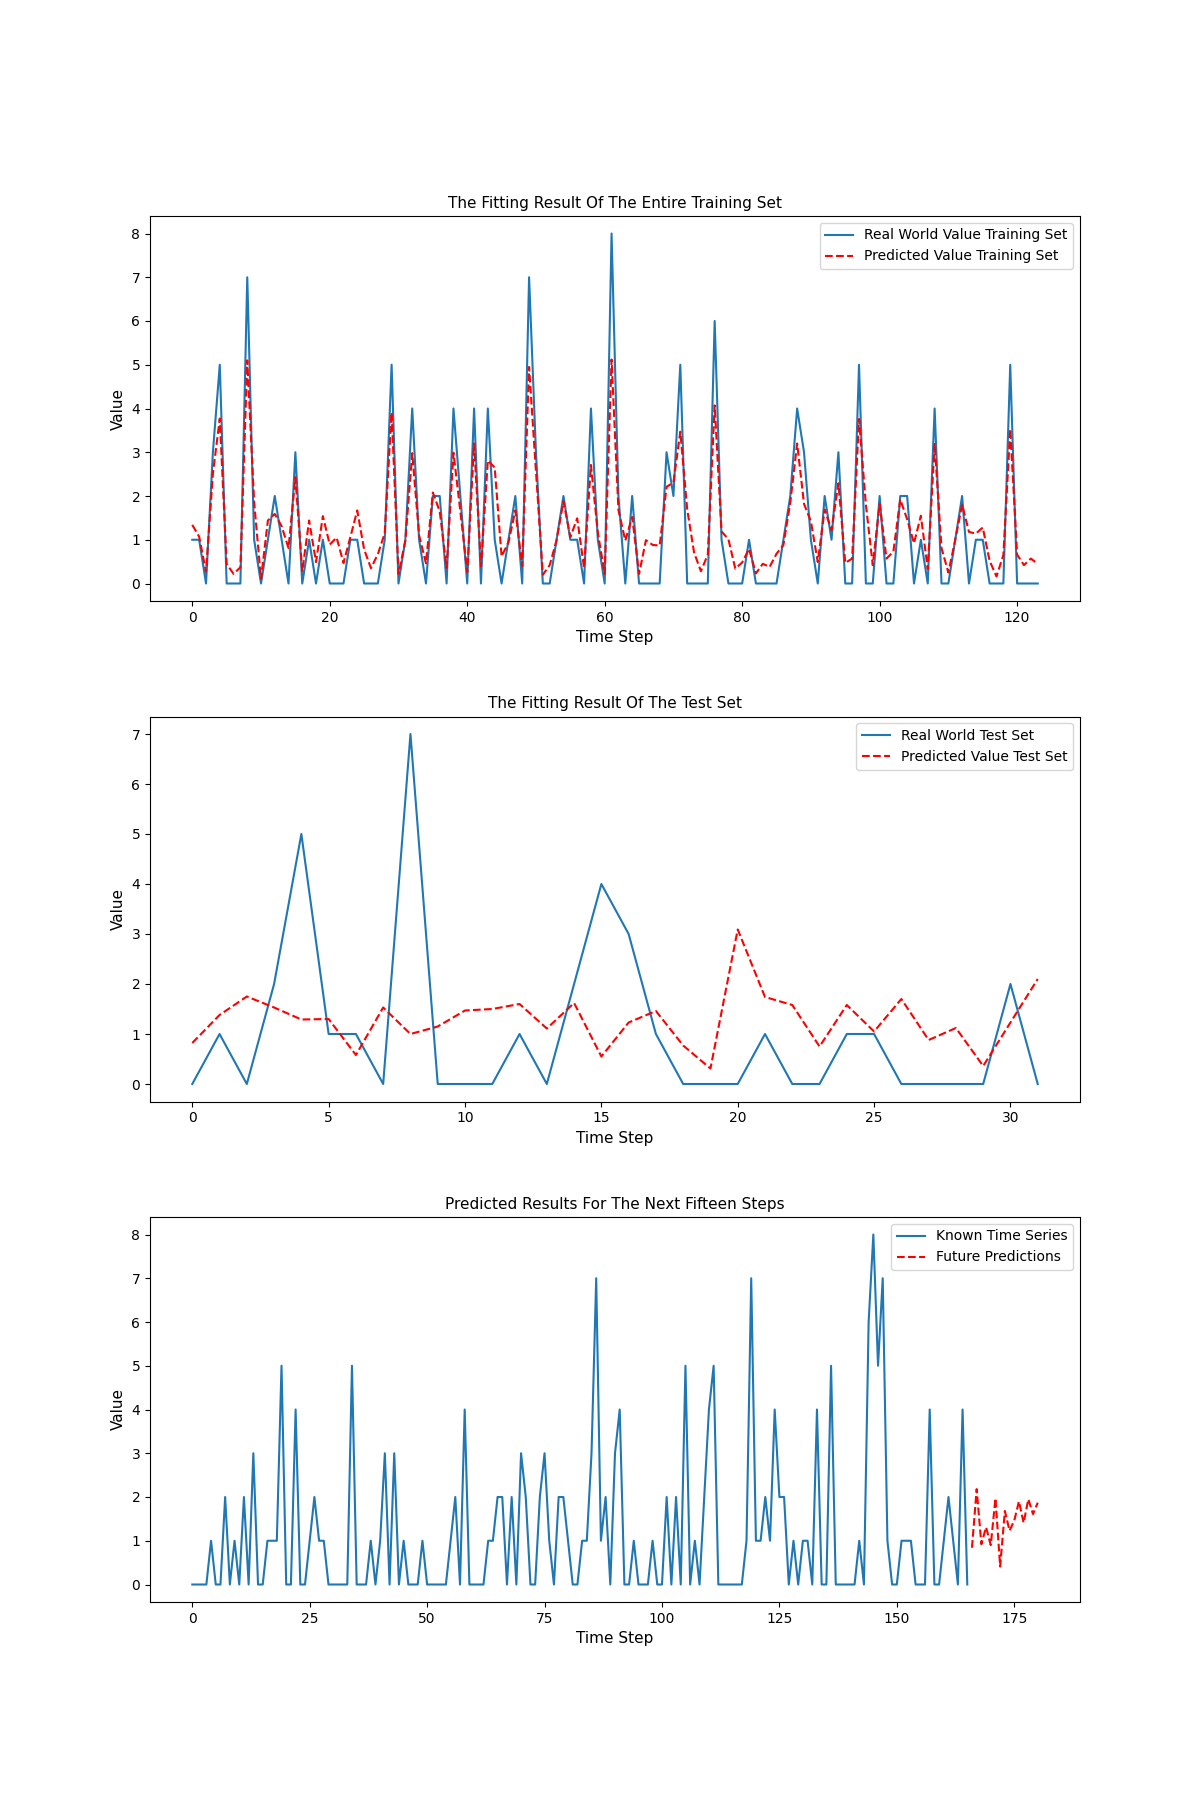 The Fitting Result Of The Entire Training Set
Real World Value Training Set
Predicted Value Training Set
8
7
6
5
4
3
2
1
0
Value
0 20 40 60 80 100 120
Time Step
The Fitting Result Of The Test Set
Real World Test Set
Predicted Value Test Set
7
6
5
4
3
2
1
0
Value
0 5 10 15 20 25 30
Time Step
Predicted Results For The Next Fifteen Steps
Known Time Series
Future Predictions
8
7
6
5
4
3
2
1
0
Value
0 25 50 75 100 125 150 175
Time Step